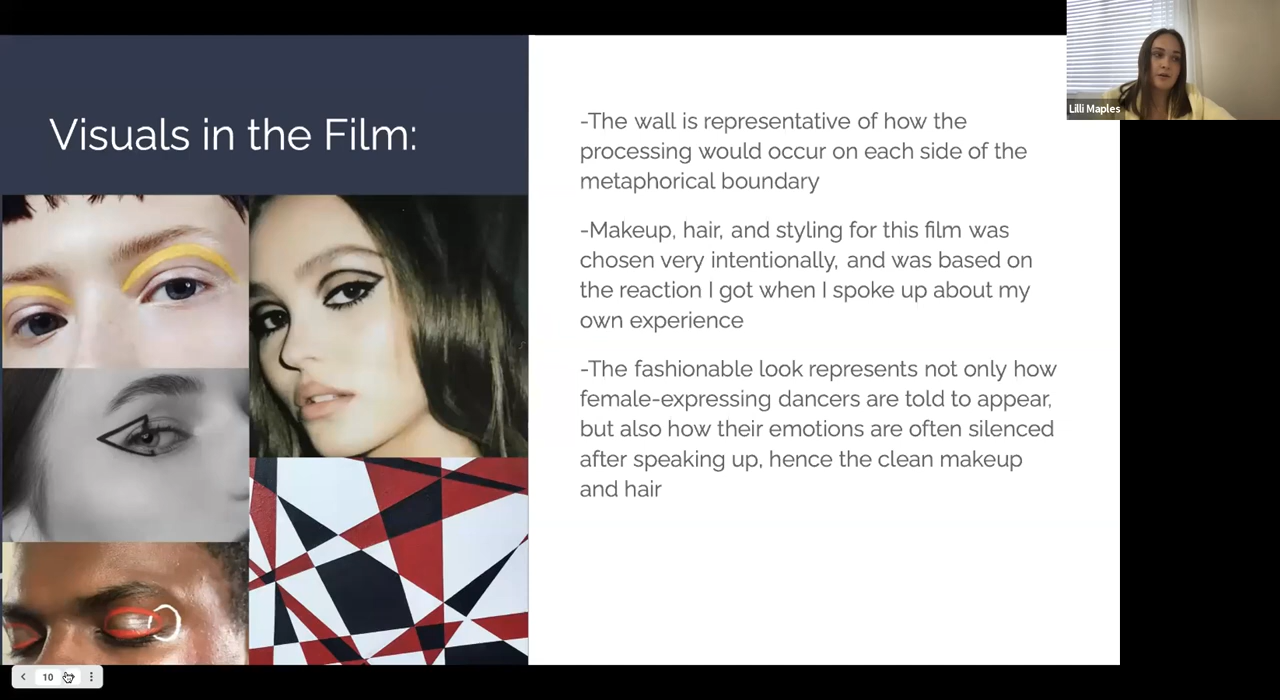 Visuals in the Film:
-The wall is representative of how the
processing would occur on each side of the
metaphorical boundary
-Makeup, hair, and styling for this film was
chosen very intentionally, and was based on
the reaction I got when I spoke up about my
own experience
-The fashionable look represents not only how
female-expressing dancers are told to appear,
but also how their emotions are often silenced
after speaking up, hence the clean makeup
and hair
Lilli Maples
10